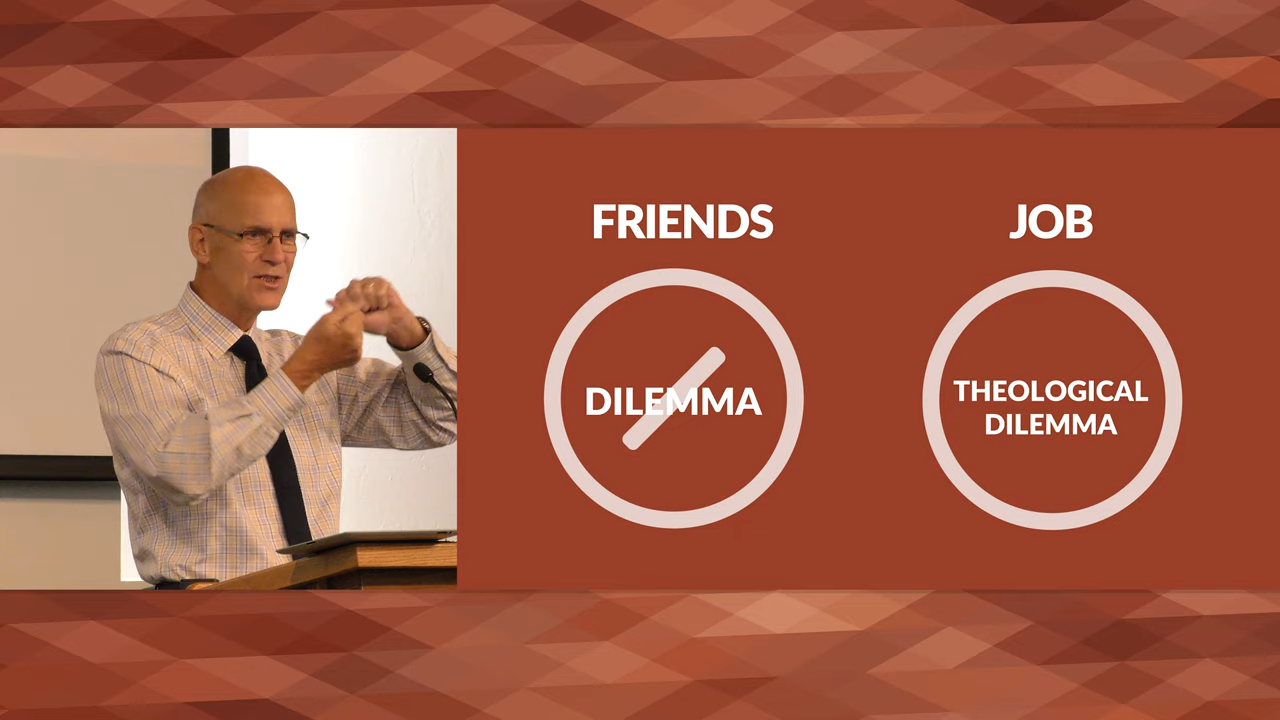 FRIENDS
JOB
DILEMMA
THEOLOGICAL
DILEMMA